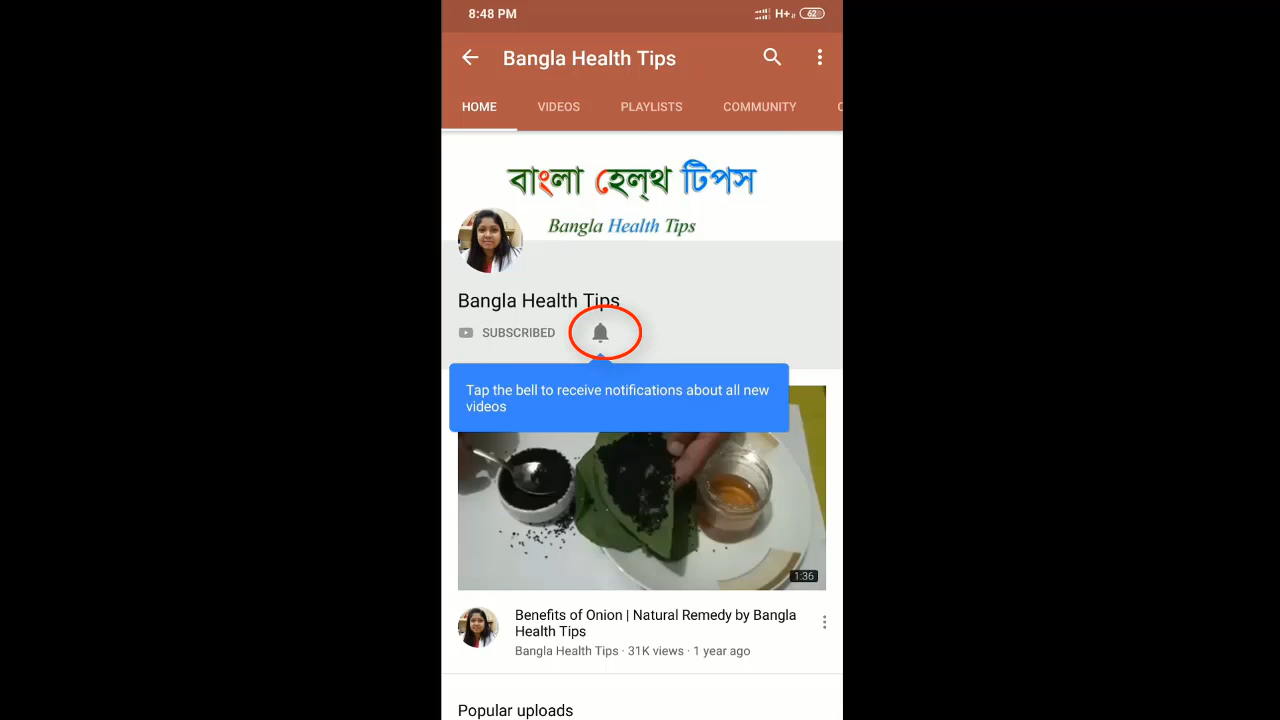 8:48 PM
H+
62
Bangla Health Tips
HOME
VIDEOS
PLAYLISTS
COMMUNITY
C
বাংলা হেল্থ টিপস
Bangla Health Tips
Bangla Health Tips
SUBSCRIBED
Tap the bell to receive notifications about all new
videos
1:36
Benefits of Onion | Natural Remedy by Bangla
Health Tips
Bangla Health Tips · 31K views · 1 year ago
Popular uploads